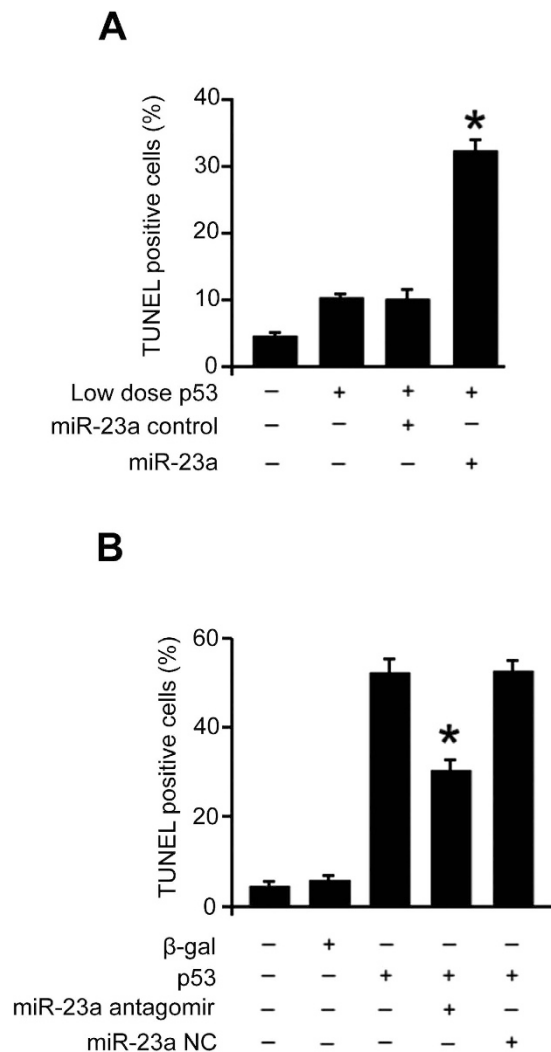 A
TUNEL positive cells (%)
40
30
20
10
0
*
Low dose p53 – + + +
miR-23a control – – + –
miR-23a – – – +
B
TUNEL positive cells (%)
60
40
20
0
*
β-gal – + – – –
p53 – – + + +
miR-23a antagomir – – – + –
miR-23a NC – – – – +